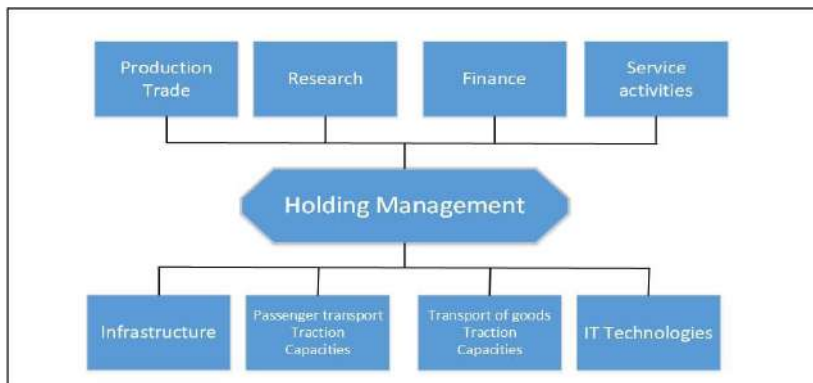 Production
Trade
Research
Finance
Service
activities
Holding Management
Infrastructure
Passenger transport
Traction
Capacities
Transport of goods
Traction
Capacities
IT Technologies